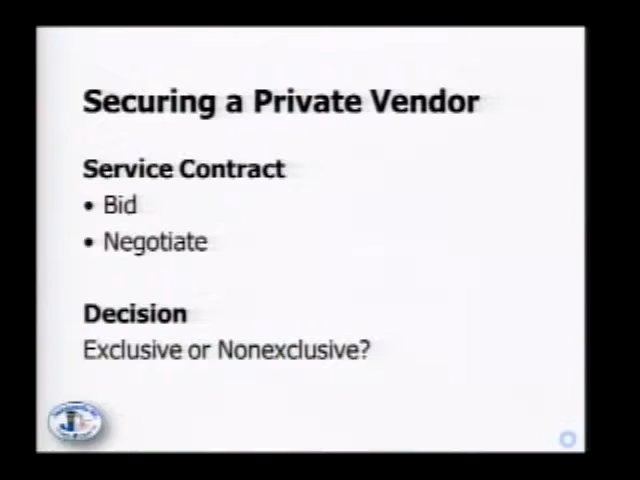 Securing a Private Vendor
Service Contract
• Bid
• Negotiate
Decision
Exclusive or Nonexclusive?